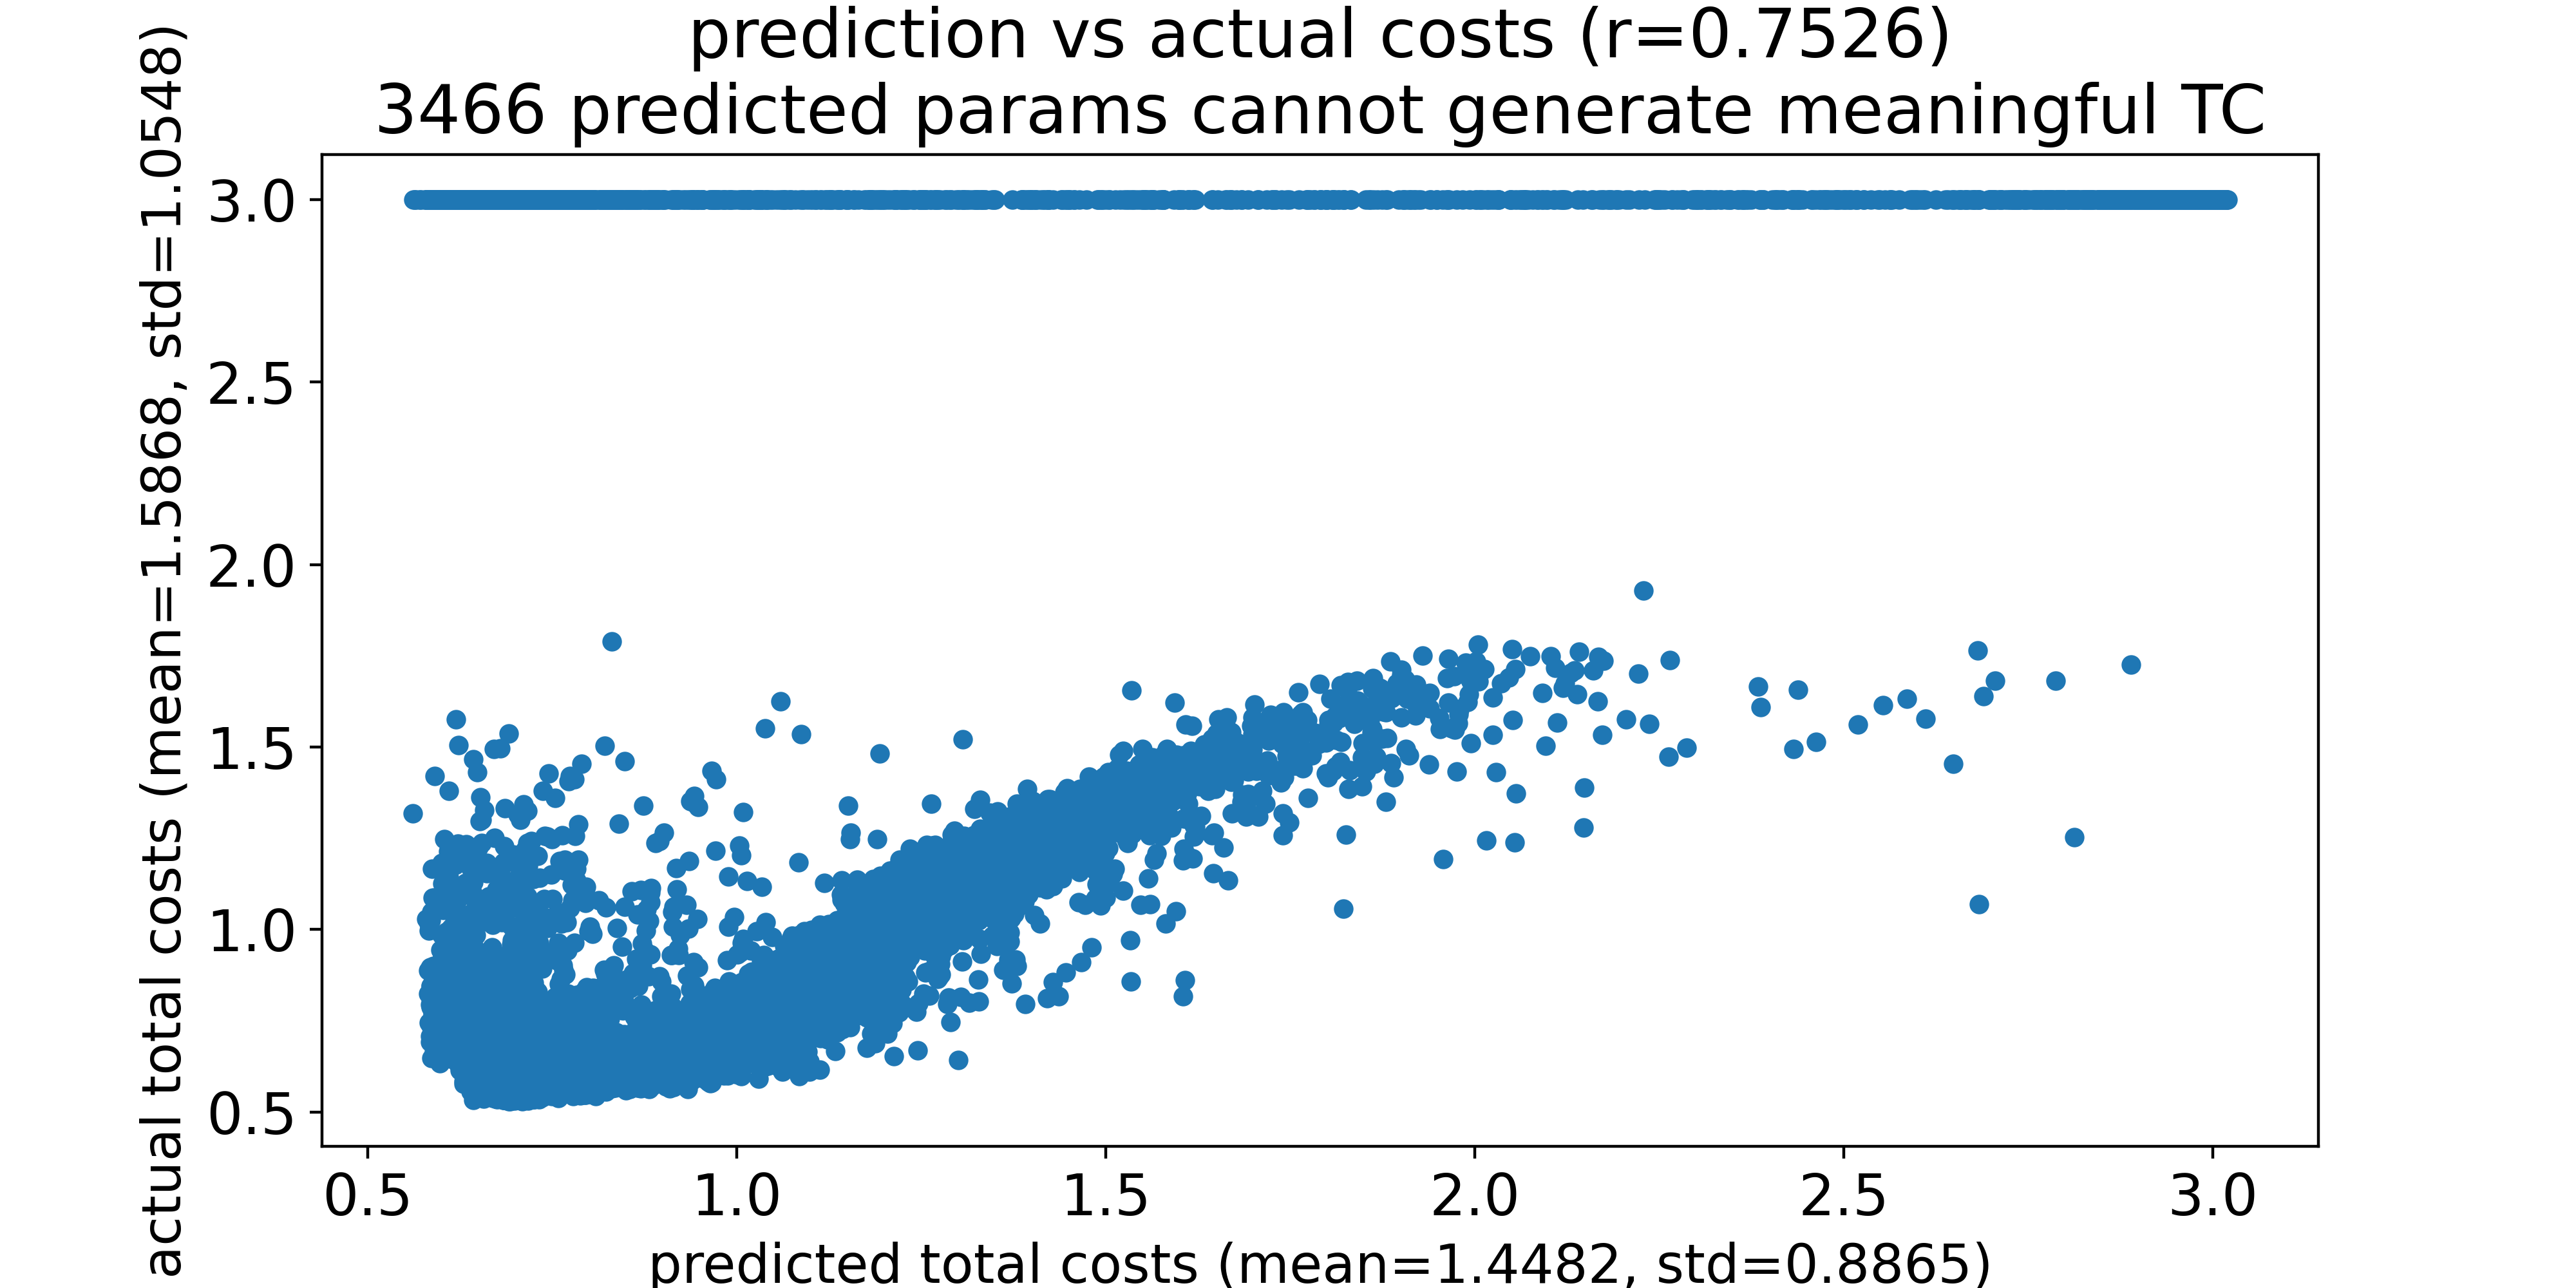 prediction vs actual costs (r=0.7526)
3466 predicted params cannot generate meaningful TC
actual total costs (mean=1.5868, std=1.0548)
3.0
2.5
2.0
1.5
1.0
0.5
0.5 1.0 1.5 2.0 2.5 3.0
predicted total costs (mean=1.4482, std=0.8865)